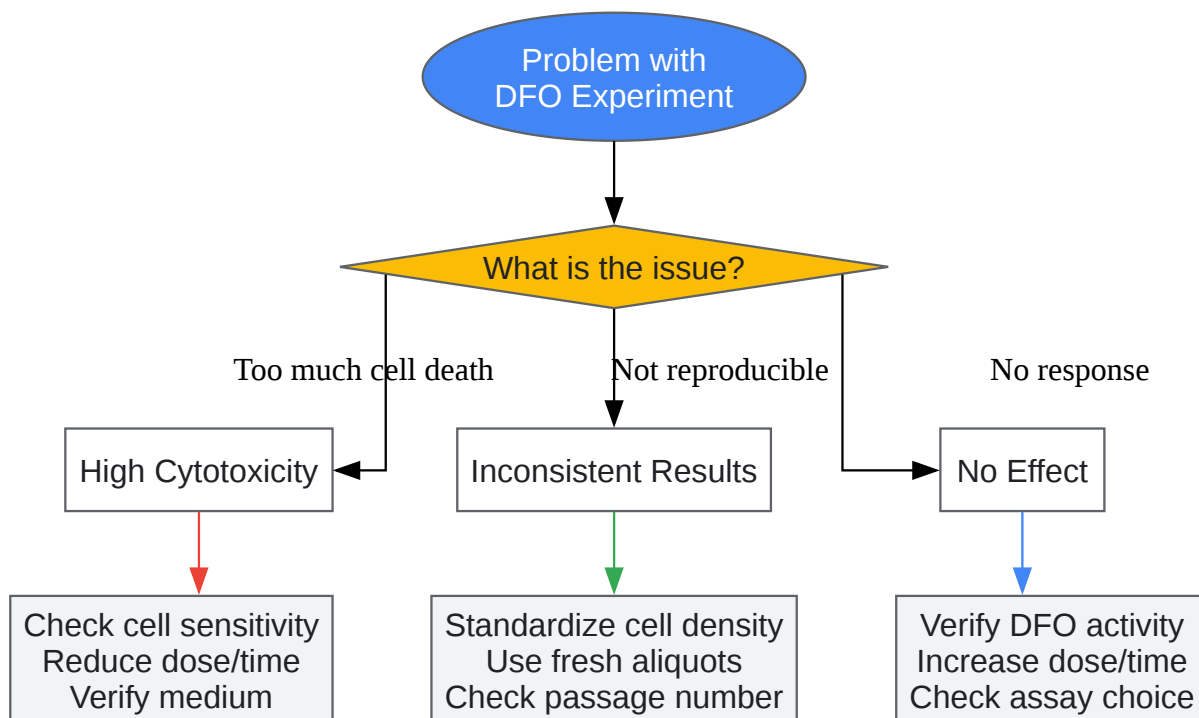 Problem with
DFO Experiment
What is the issue?
Too much cell death
Not reproducible
No response
High Cytotoxicity
Inconsistent Results
No Effect
Check cell sensitivity
Reduce dose/time
Verify medium
Standardize cell density
Use fresh aliquots
Check passage number
Verify DFO activity
Increase dose/time
Check assay choice